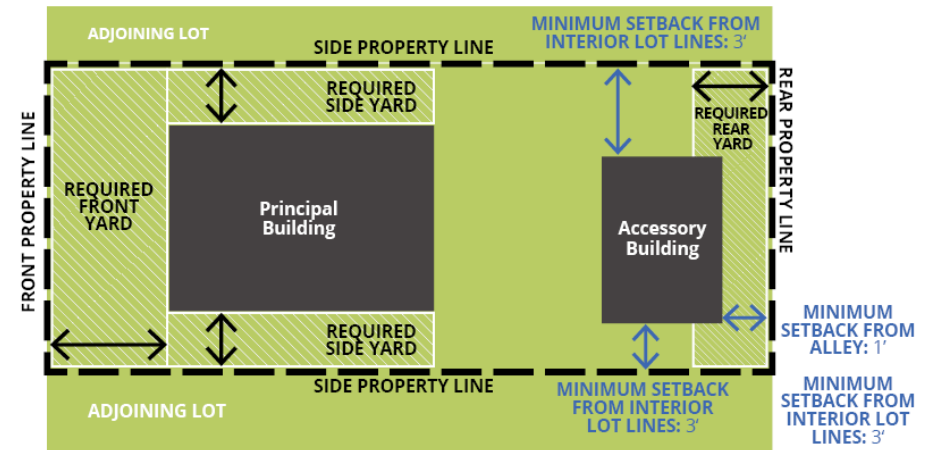 ADJOINING LOT
SIDE PROPERTY LINE
MINIMUM SETBACK FROM
INTERIOR LOT LINES: 3‘
FRONT PROPERTY LINE
REQUIRED
FRONT
YARD
REQUIRED
SIDE YARD
Principal
Building
REQUIRED
SIDE YARD
Accessory
Building
REQUIRED
REAR
YARD
REAR PROPERTY LINE
MINIMUM
SETBACK FROM
ALLEY: 1’
SIDE PROPERTY LINE
ADJOINING LOT
MINIMUM SETBACK
FROM INTERIOR
LOT LINES: 3‘
MINIMUM
SETBACK FROM
INTERIOR LOT
LINES: 3‘